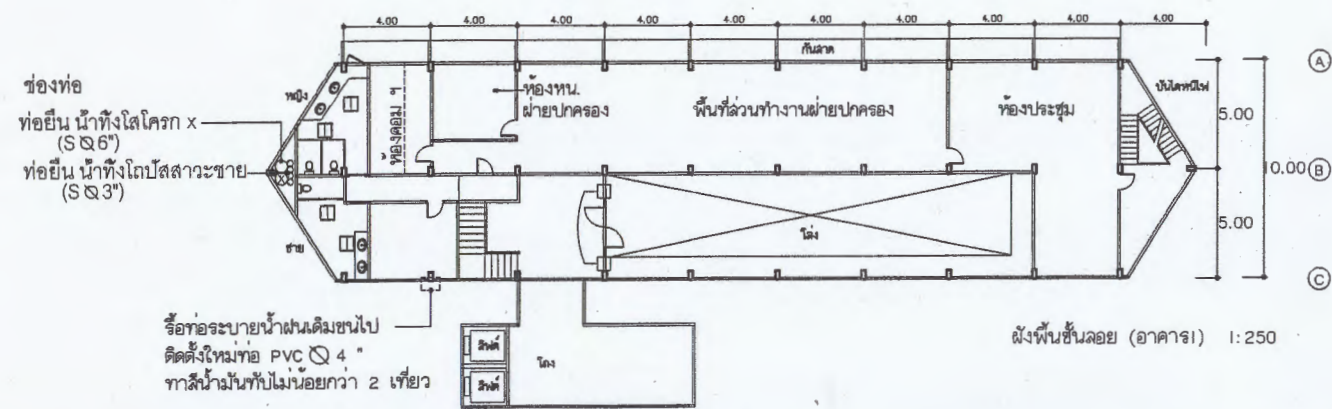 4.00 4.00 4.00 4.00 4.00 4.00 4.00 4.00 4.00 4.00
กันสาด
A
ช่องท่อ
หญิง
ห้องคอม ฯ
ห้องหน.
ฝ่ายปกครอง
พื้นที่ส่วนทำงานฝ่ายปกครอง
ห้องประชุม
บันไดหนีไฟ
5.00
ท่อยืน น้ำทิ้งโสโครก x
(S Ø 6")
ท่อยืน น้ำทิ้งโถปัสสาวะชาย
(S Ø 3")
10.00
B
5.00
ชาย
โล่ง
C
รื้อท่อระบายน้ำฝนเดิมขนไป
ติดตั้งใหม่ท่อ PVC Ø 4 "
ทาสีน้ำมันทับไม่น้อยกว่า 2 เที่ยว
ลิฟต์
ลิฟต์
โถง
ผังพื้นชั้นลอย (อาคาร1) 1:250